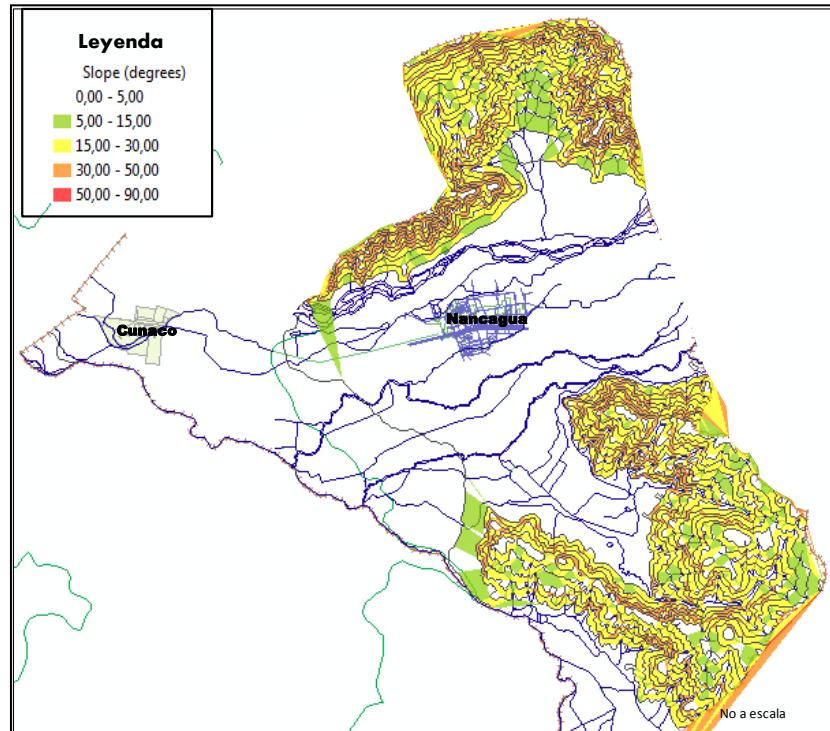 Leyenda
Slope (degrees)
0,00 - 5,00
5,00 - 15,00
15,00 - 30,00
30,00 - 50,00
50,00 - 90,00
Cunaco
Nancagua
No a escala